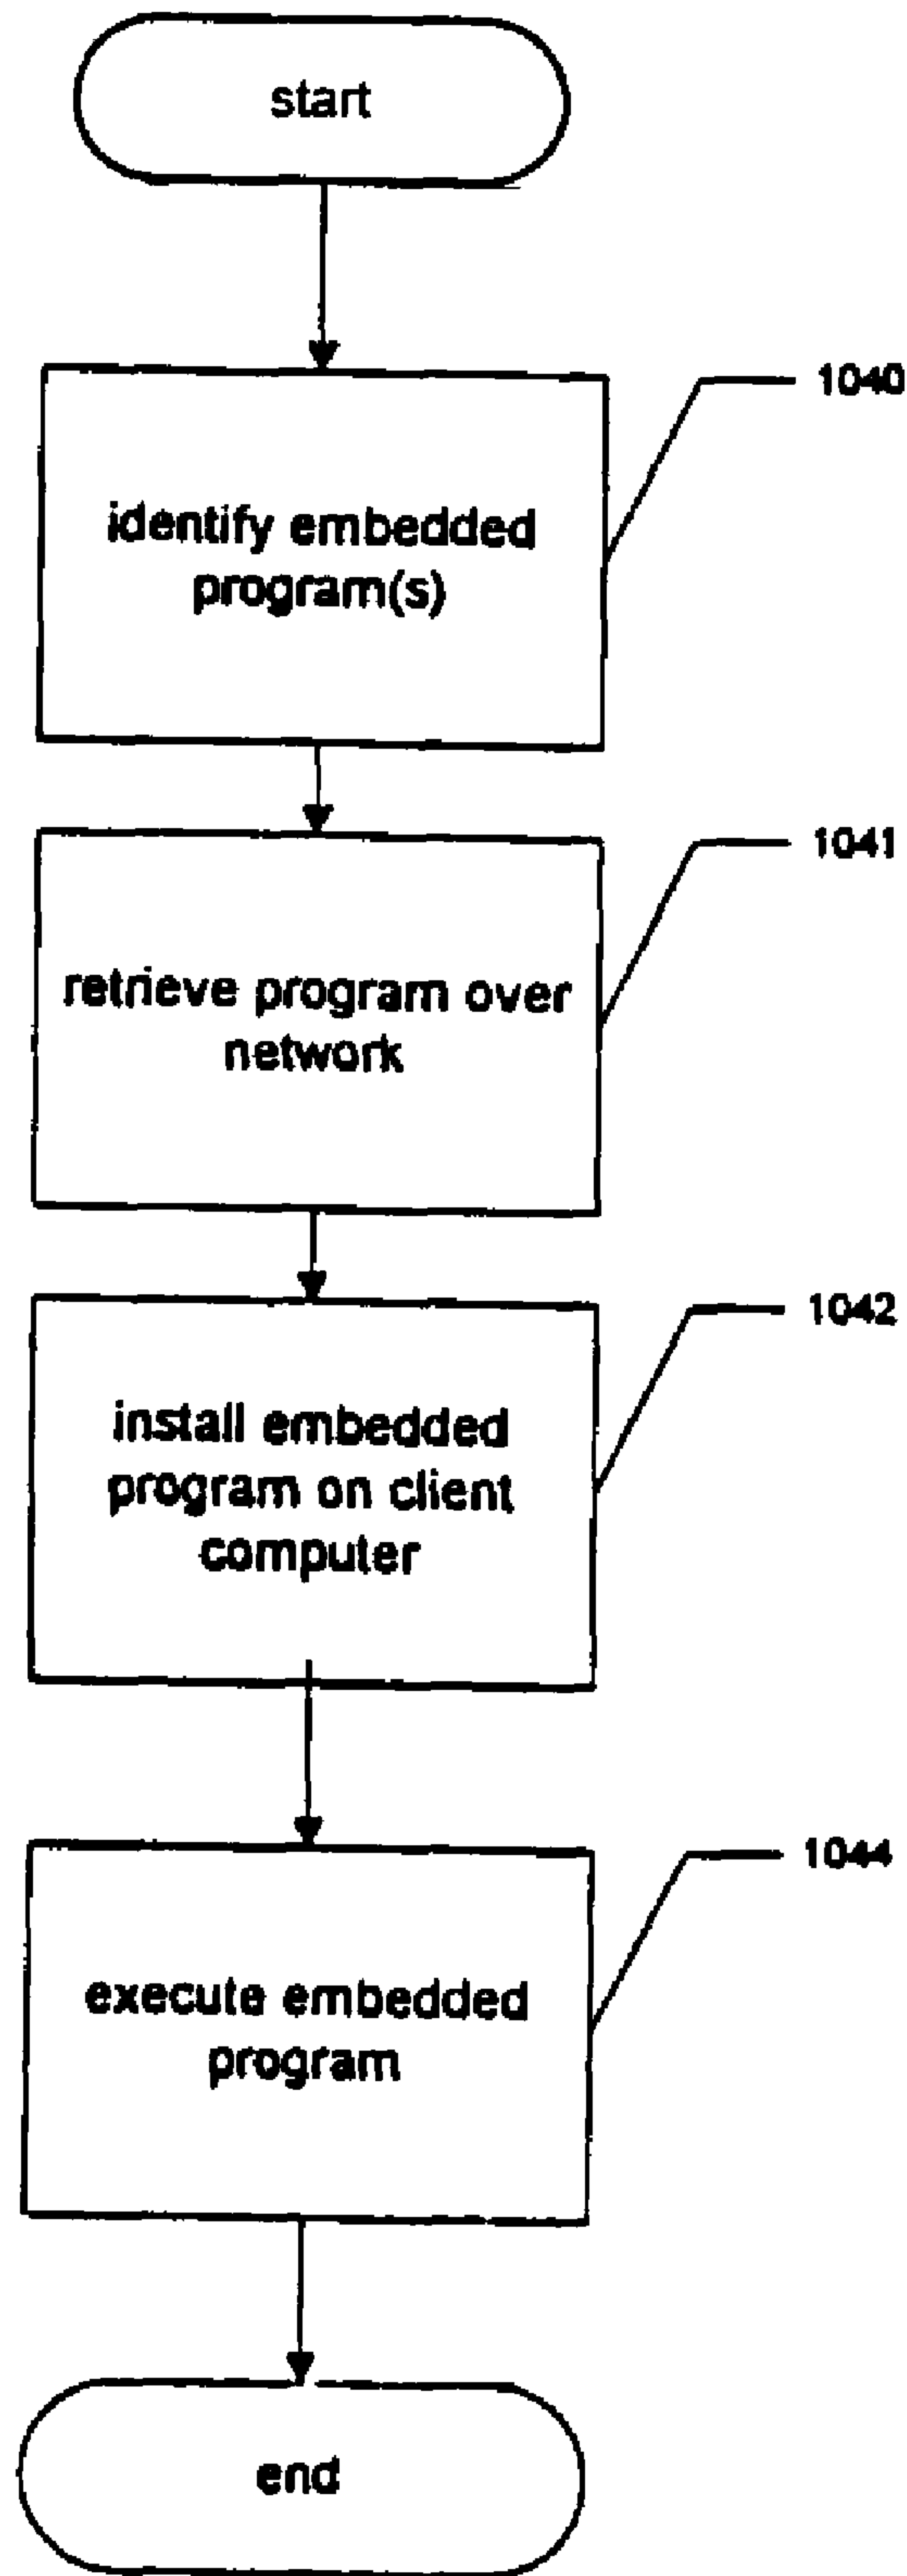 start
1040
identify embedded
program(s)
1041
retrieve program over
network
1042
install embedded
program on client
computer
1044
execute embedded
program
end